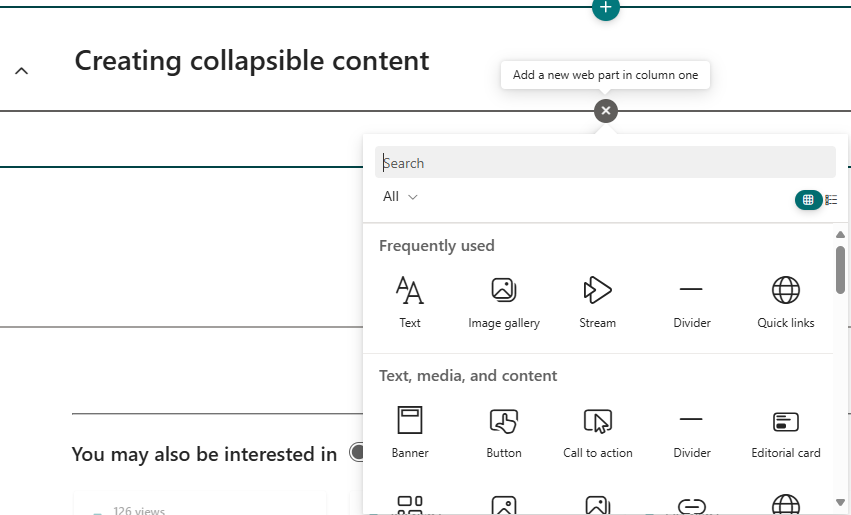 Creating collapsible content
Add a new web part in column one
Search
All
Frequently used
Text
Image gallery
Stream
Divider
Quick links
Text, media, and content
Banner
Button
Call to action
Divider
Editorial card
You may also be interested in
126 views